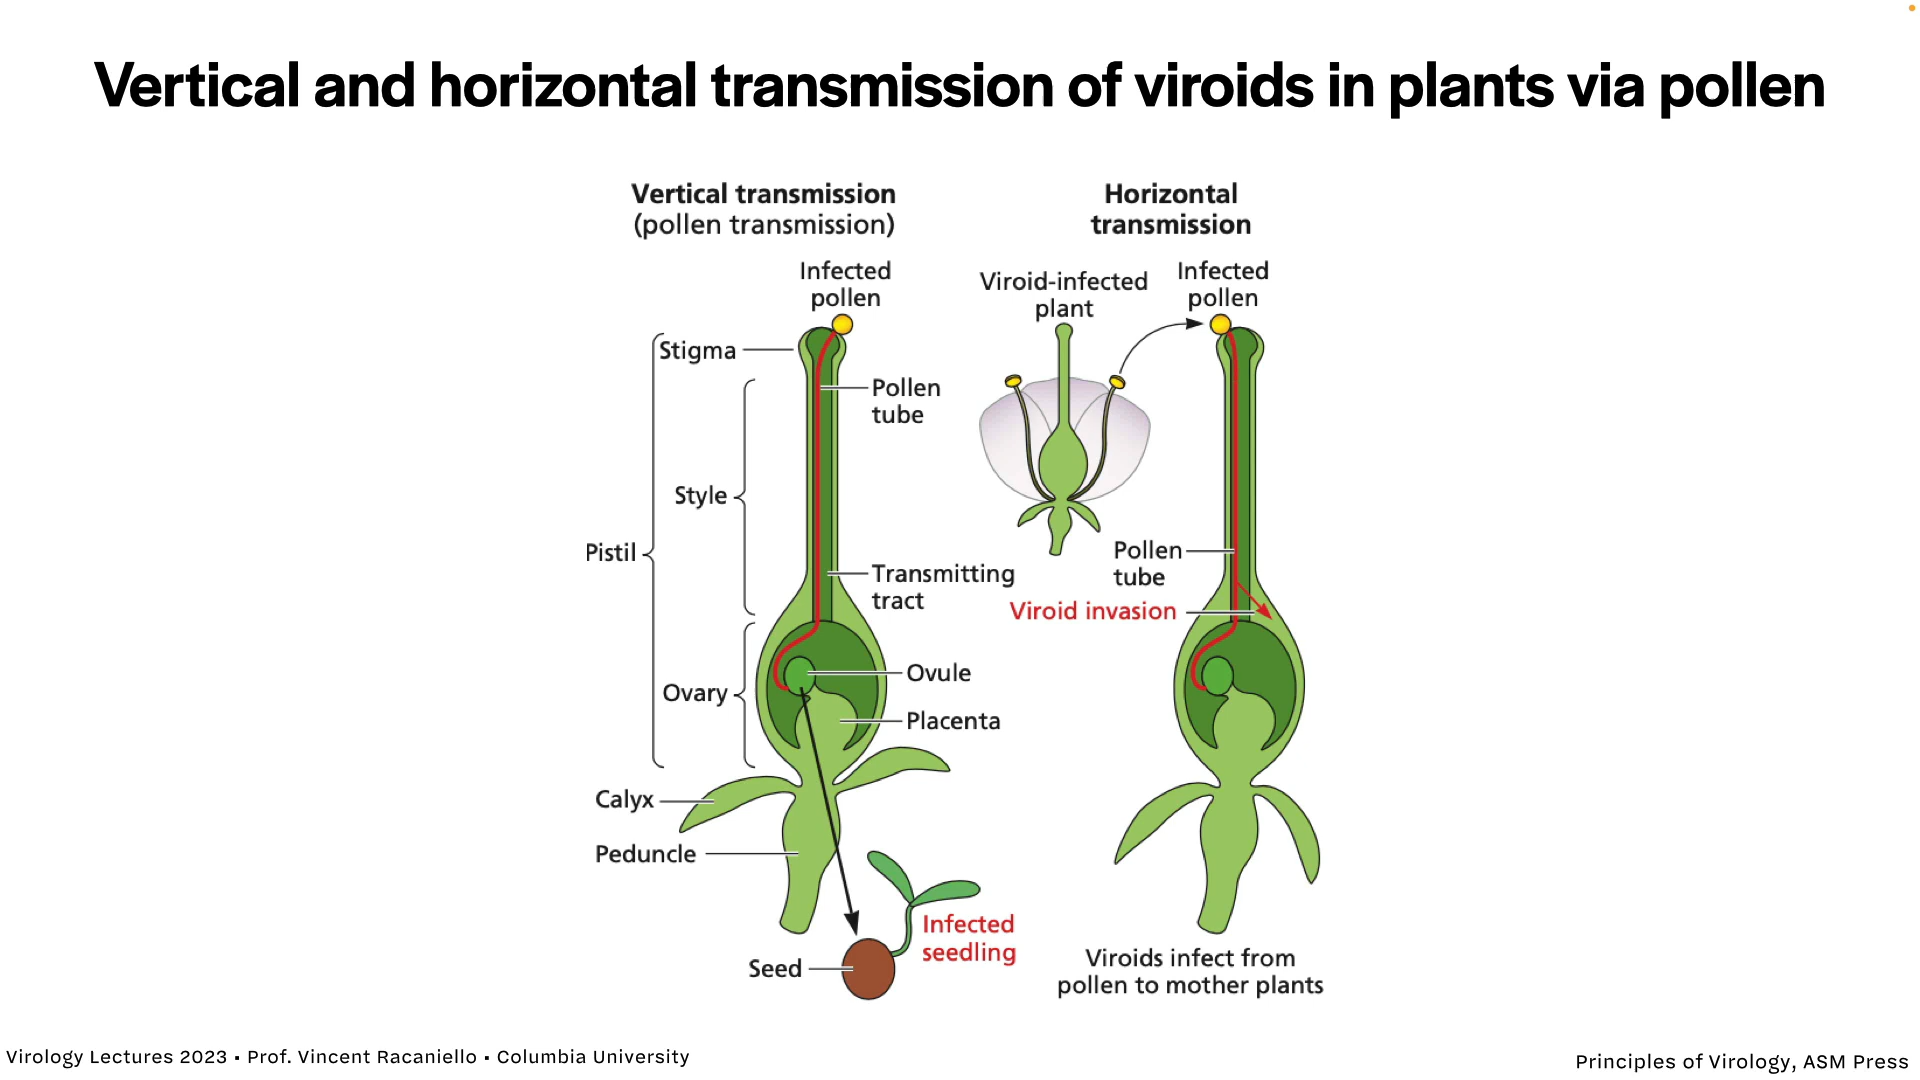 Vertical and horizontal transmission of viroids in plants via pollen
Vertical transmission
(pollen transmission)
Infected
pollen
Stigma
Pollen
tube
Style
Pistil
Transmitting
tract
Ovule
Ovary
Placenta
Calyx
Peduncle
Infected
seedling
Seed
Horizontal
transmission
Viroid-infected
plant
Infected
pollen
Pollen
tube
Viroid invasion
Viroids infect from
pollen to mother plants
Virology Lectures 2023 • Prof. Vincent Racaniello • Columbia University
Principles of Virology, ASM Press